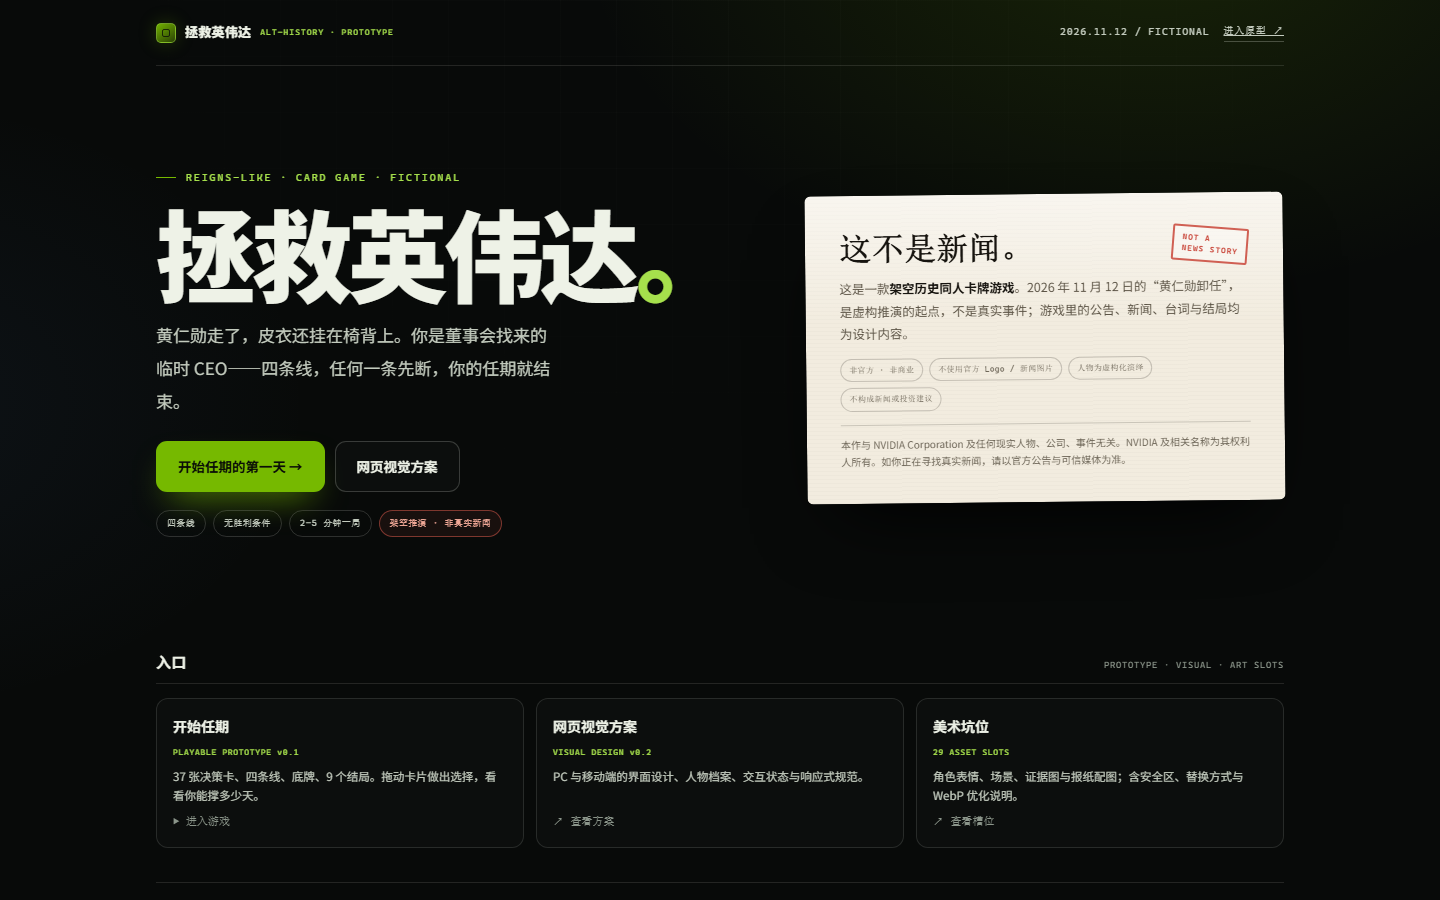 拯救英伟达 ALT-HISTORY · PROTOTYPE
2026.11.12 / FICTIONAL 进入原型 ↗
REIGNS-LIKE · CARD GAME · FICTIONAL
拯救英伟达。
黄仁勋走了，皮衣还挂在椅背上。你是董事会找来的
临时 CEO——四条线，任何一条先断，你的任期就结
束。
开始任期的第一天 →
网页视觉方案
四条线
无胜利条件
2-5 分钟一局
架空推演 · 非真实新闻
这不是新闻。
NOT A
NEWS STORY
这是一款架空历史同人卡牌游戏。2026 年 11 月 12 日的“黄仁勋卸任”，
是虚构推演的起点，不是真实事件；游戏里的公告、新闻、台词与结局均
为设计内容。
非官方 · 非商业
不使用官方 Logo / 新闻照片
人物为虚构化演绎
不构成新闻或投资建议
本作与 NVIDIA Corporation 及任何现实人物、公司、事件无关。NVIDIA 及相关名称为其权利
人所有。如你正在寻找真实新闻，请以官方公告与可信媒体为准。
入口
PROTOTYPE · VISUAL · ART SLOTS
开始任期
PLAYABLE PROTOTYPE v0.1
37 张决策卡、四条线、底牌、9 个结局。拖动卡片做出选择，看
看你能撑多少天。
▶ 进入游戏
网页视觉方案
VISUAL DESIGN v0.2
PC 与移动端的界面设计、人物档案、交互状态与响应式规范。
↗ 查看方案
美术坑位
29 ASSET SLOTS
角色表情、场景、证据图与报纸配图；含安全区、替换方式与
WebP 优化说明。
↗ 查看槽位